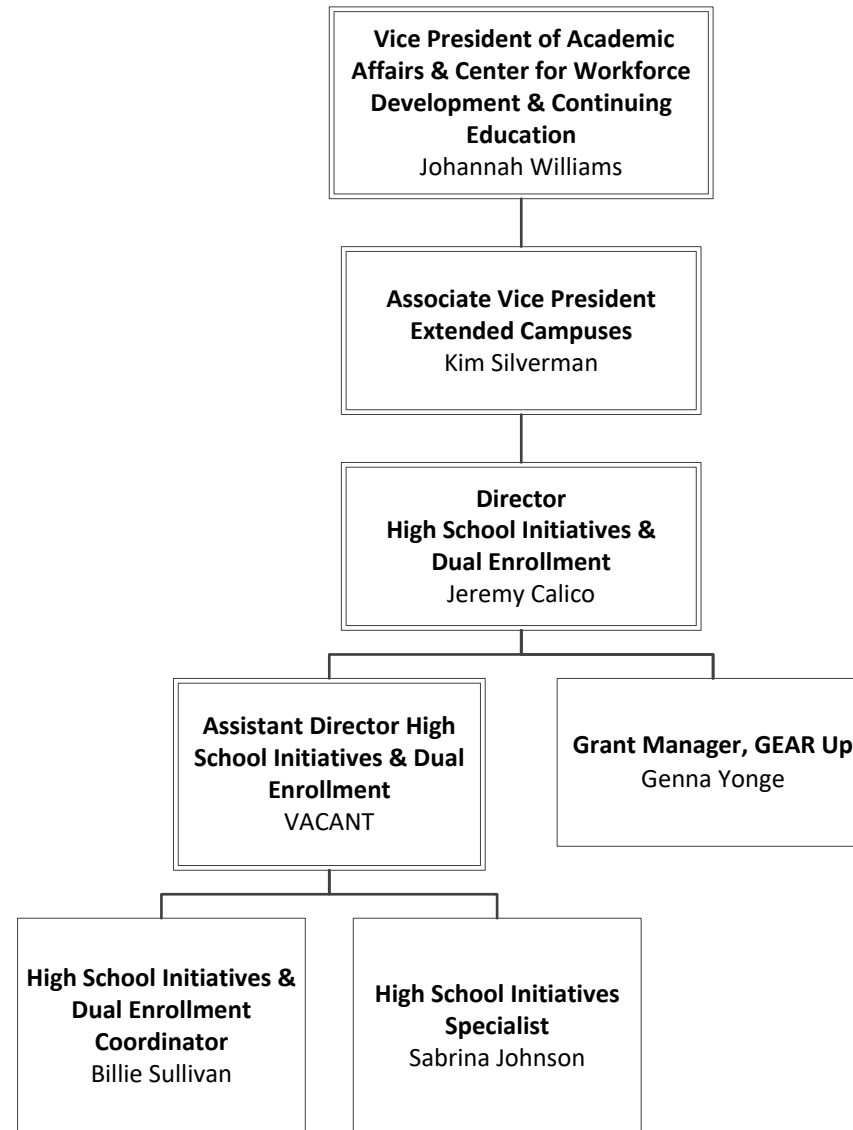 Vice President of Academic
Affairs & Center for Workforce
Development & Continuing
Education
Johannah Williams
Associate Vice President
Extended Campuses
Kim Silverman
Director
High School Initiatives &
Dual Enrollment
Jeremy Calico
Assistant Director High
School Initiatives & Dual
Enrollment
VACANT
Grant Manager, GEAR Up
Genna Yonge
High School Initiatives &
Dual Enrollment
Coordinator
Billie Sullivan
High School Initiatives
Specialist
Sabrina Johnson